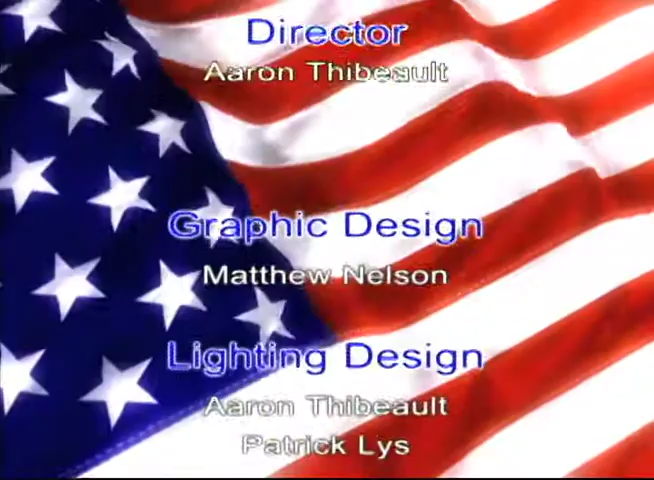 Director
Aaron Thibeault
Graphic Design
Matthew Nelson
Lighting Design
Aaron Thibeault
Patrick Lys